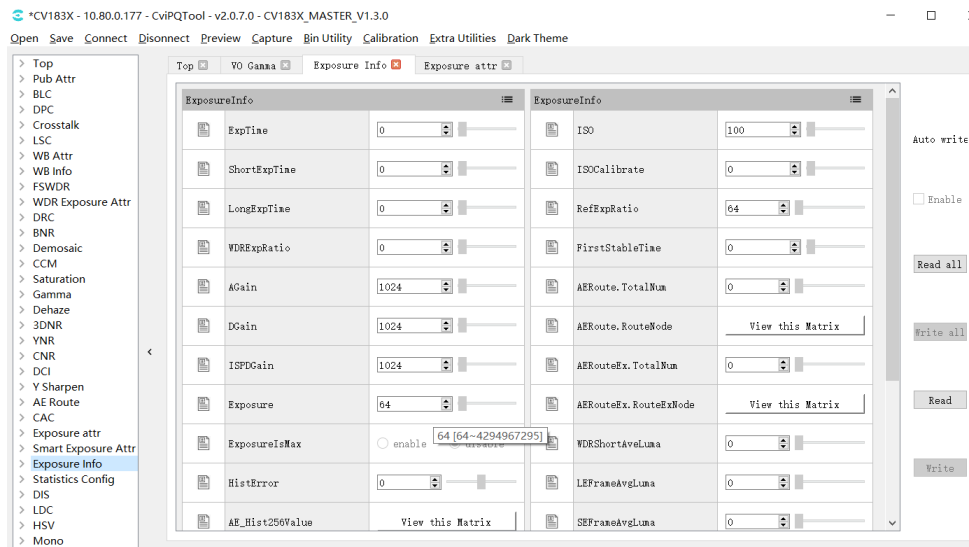 *CV183X - 10.80.0.177 - CviPQTool - v2.0.7.0 - CV183X_MASTER_V1.3.0
Open Save Connect Disconnect Preview Capture Bin Utility Calibration Extra Utilities Dark Theme
Top
Pub Attr
BLC
DPC
Crosstalk
LSC
WB Attr
WB Info
FSWDR
WDR Exposure Attr
DRC
BNR
Demosaic
CCM
Saturation
Gamma
Dehaze
3DNR
YNR
CNR
DCI
Y Sharpen
AE Route
CAC
Exposure attr
Smart Exposure Attr
Exposure Info
Statistics Config
DIS
LDC
HSV
Mono
Top VO Gamma Exposure Info Exposure attr
ExposureInfo
ExpTime 0
ShortExpTime 0
LongExpTime 0
WDRExpRatio 0
AGain 1024
DGain 1024
ISPDGain 1024
Exposure 64
64 [64~4294967295]
ExposureIsMax enable disable
HistError 0
AE_Hist256Value View this Matrix
ExposureInfo
ISO 100
ISOCalibrate 0
RefExpRatio 64
FirstStableTime 0
AERoute.TotalNum 0
AERoute.RouteNode View this Matrix
AERouteEx.TotalNum 0
AERouteEx.RouteExNode View this Matrix
WDRShortAveLuma 0
LEFrameAvgLuma 0
SEFrameAvgLuma 0
Auto write
Enable
Read all
Write all
Read
Write